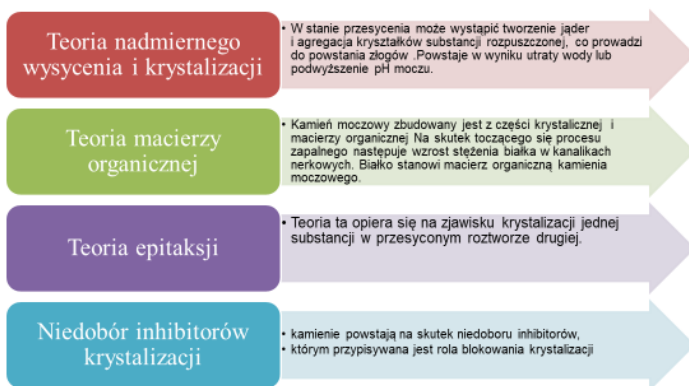 Teoria nadmiernego
wysycenia i krystalizacji
• W stanie przesycenia może wystąpić tworzenie jąder
i agregacja kryształków substancji rozpuszczonej, co prowadzi
do powstania złogów .Powstaje w wyniku utraty wody lub
podwyższenie pH moczu.
Teoria macierzy
organicznej
• Kamień moczowy zbudowany jest z części krystalicznej i
macierzy organicznej Na skutek toczącego się procesu
zapalnego następuje wzrost stężenia białka w kanalikach
nerkowych. Białko stanowi macierz organiczną kamienia
moczowego.
Teoria epitaksji
• Teoria ta opiera się na zjawisku krystalizacji jednej
substancji w przesyconym roztworze drugiej.
Niedobór inhibitorów
krystalizacji
• kamienie powstają na skutek niedoboru inhibitorów,
• którym przypisywana jest rola blokowania krystalizacji